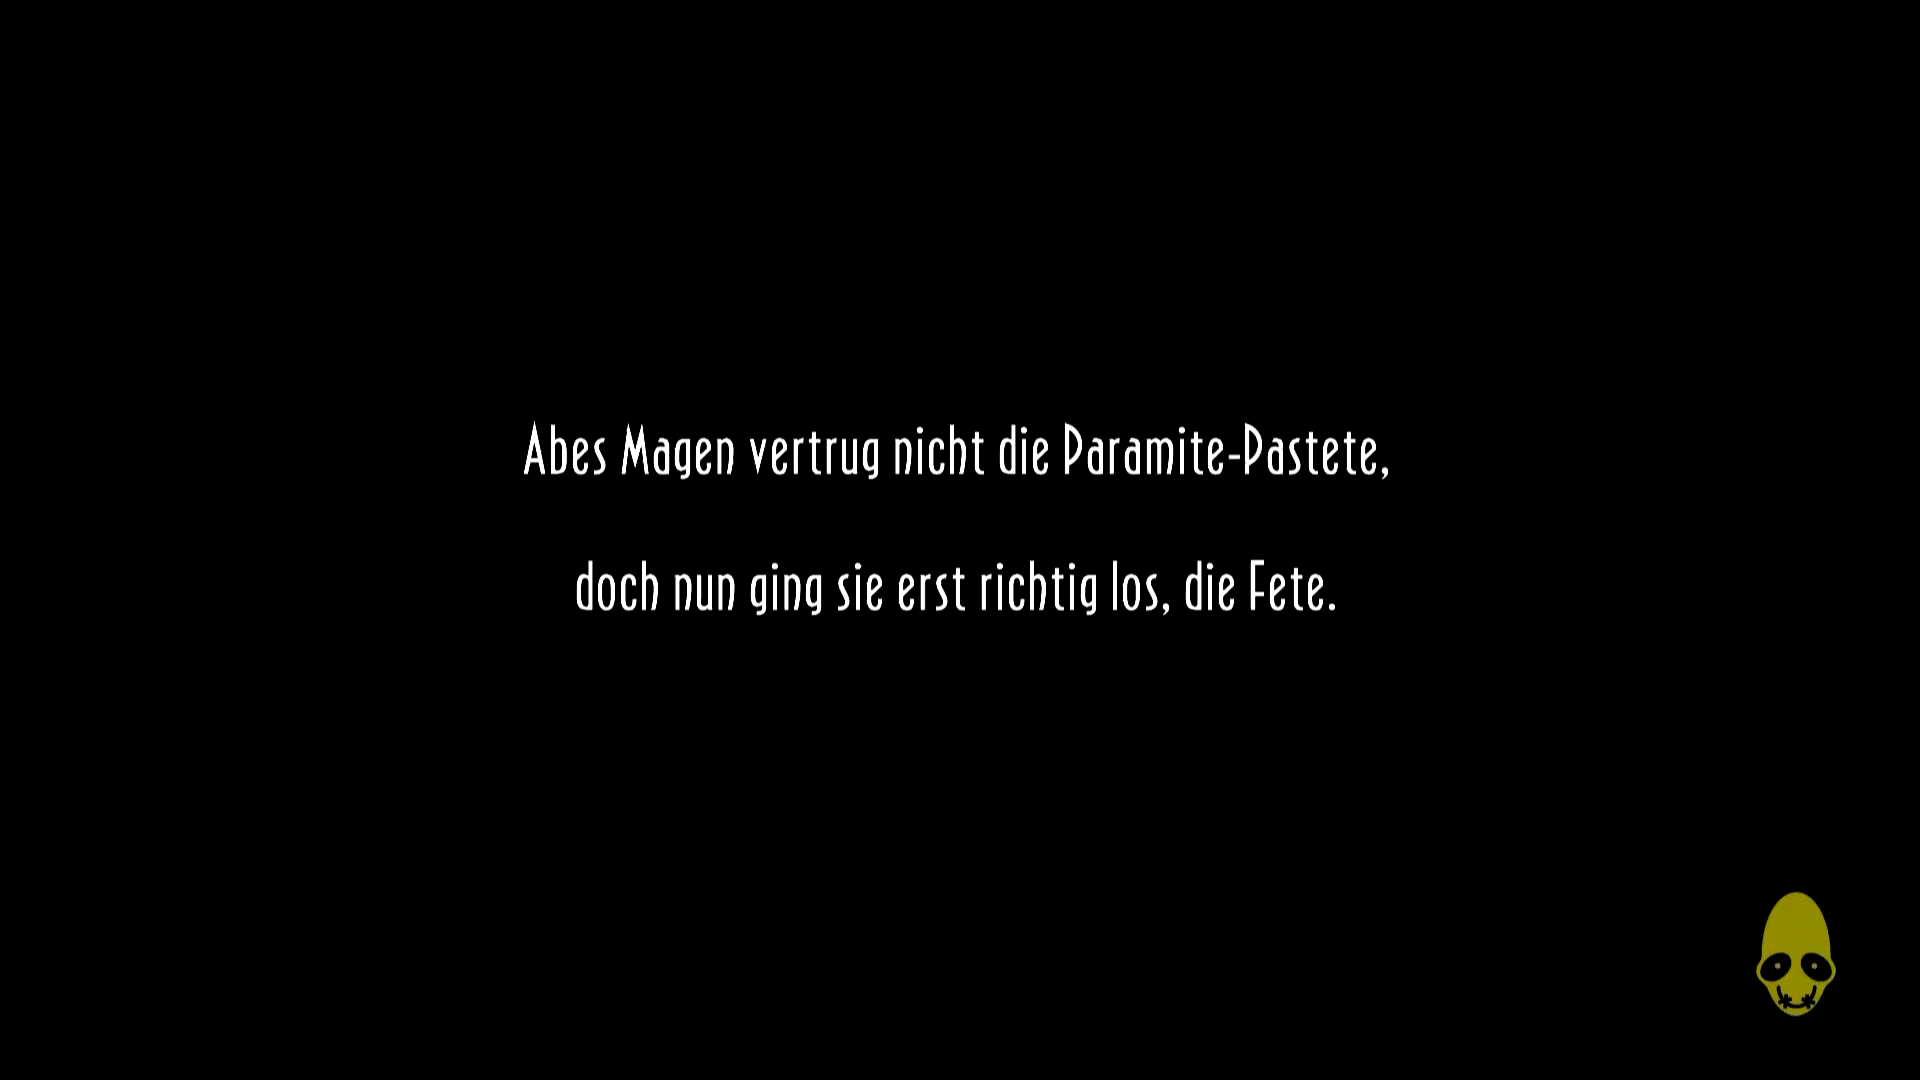 Abes Magen vertrug nicht die Paramite-Pastete,
doch nun ging sie erst richtig los, die Fete.